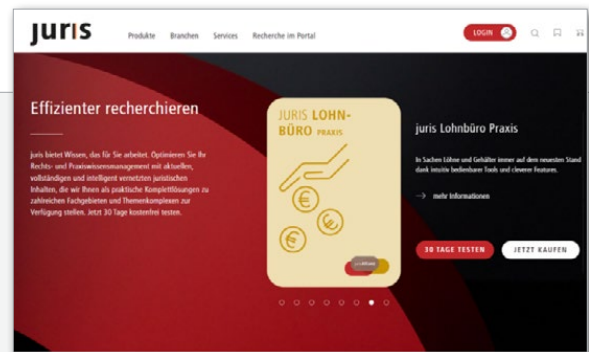 juris
Produkte Branchen Services Recherche im Portal
LOGIN
Effizienter recherchieren
juris bietet Wissen, das für Sie arbeitet. Optimieren Sie Ihr
Rechts- und Praxiswissensmanagement mit aktuellen,
vollständigen und intelligent vernetzten juristischen
Inhalten, die wir Ihnen als praktische Komplettlösungen zu
zahlreichen Fachgebieten und Themenkomplexen zur
Verfügung stellen. Jetzt 30 Tage kostenfrei testen.
JURIS LOHN-
BÜRO PRAXIS
juris Lohnbüro Praxis
In Sachen Löhne und Gehälter immer auf dem neuesten Stand
dank intuitiv bedienbarer Tools und cleverer Features.
→ mehr Informationen
30 TAGE TESTEN JETZT KAUFEN